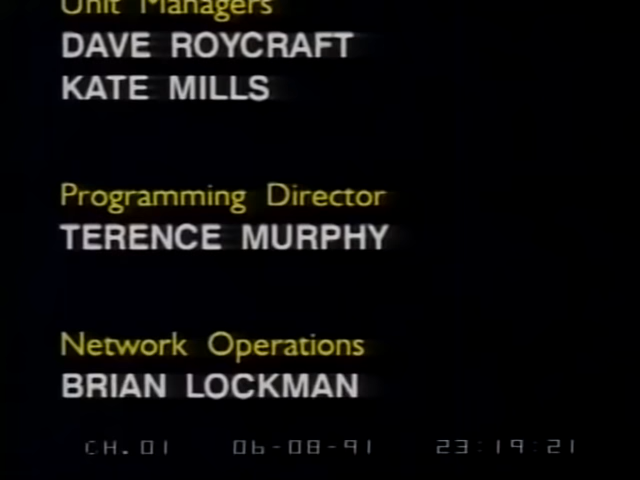 Unit Managers
DAVE ROYCRAFT
KATE MILLS
Programming Director
TERENCE MURPHY
Network Operations
BRIAN LOCKMAN
CH.01 06-08-91 23:19:21